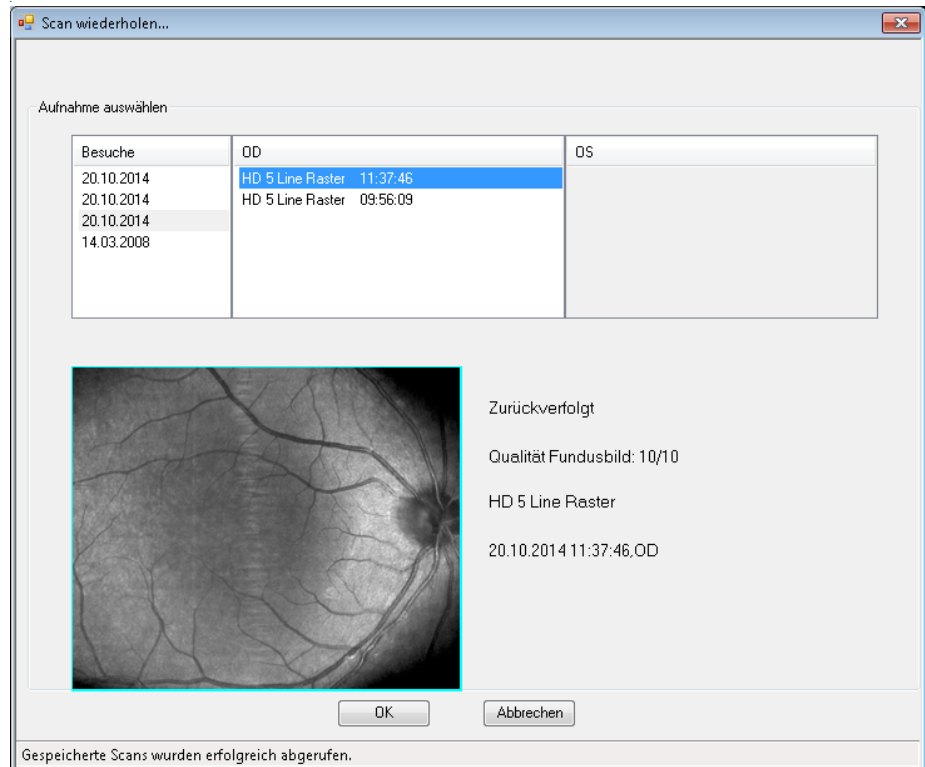 Scan wiederholen...
Aufnahme auswählen
Besuche OD OS
20.10.2014 HD 5 Line Raster 11:37:46
20.10.2014 HD 5 Line Raster 09:56:09
20.10.2014
14.03.2008
Zurückverfolgt
Qualität Fundusbild: 10/10
HD 5 Line Raster
20.10.2014 11:37:46,OD
OK Abbrechen
Gespeicherte Scans wurden erfolgreich abgerufen.